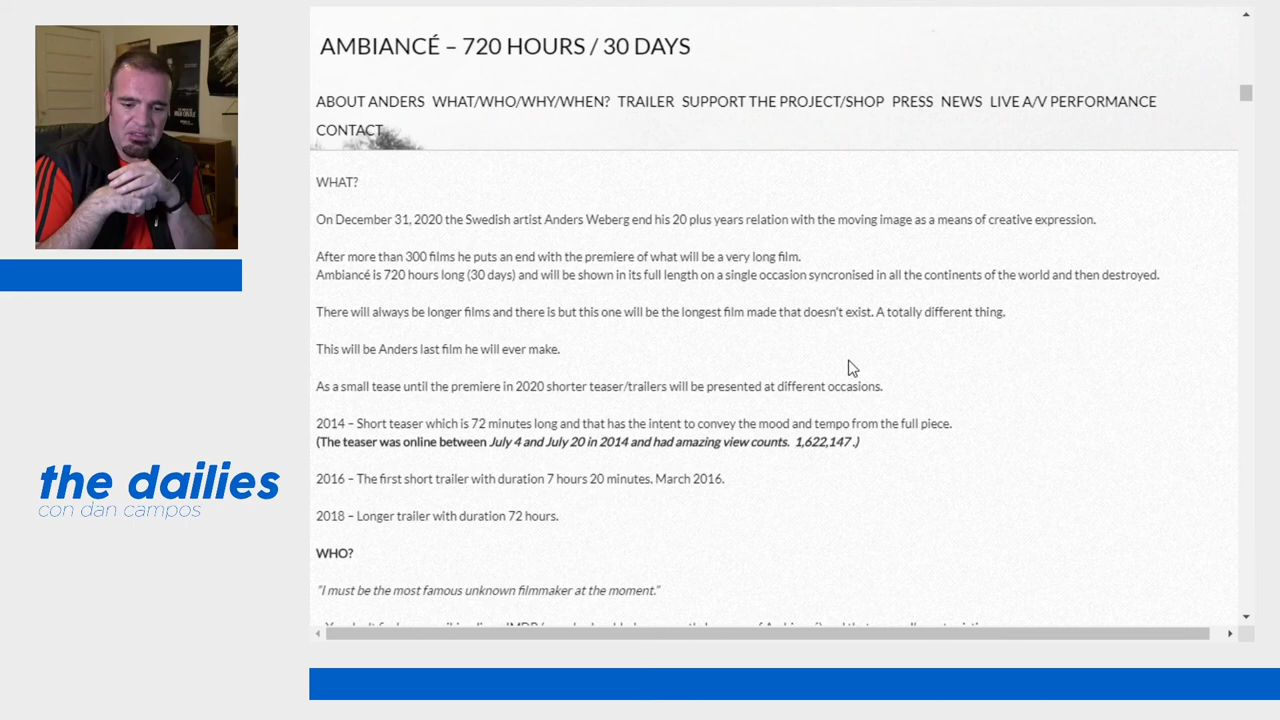 AMBIANCÉ – 720 HOURS / 30 DAYS
ABOUT ANDERS WHAT/WHO/WHY/WHEN? TRAILER SUPPORT THE PROJECT/SHOP PRESS NEWS LIVE A/V PERFORMANCE
CONTACT
WHAT?
On December 31, 2020 the Swedish artist Anders Weberg end his 20 plus years relation with the moving image as a means of creative expression.
After more than 300 films he puts an end with the premiere of what will be a very long film.
Ambiancé is 720 hours long (30 days) and will be shown in its full length on a single occasion syncronised in all the continents of the world and then destroyed.
There will always be longer films and there is but this one will be the longest film made that doesn't exist. A totally different thing.
This will be Anders last film he will ever make.
As a small tease until the premiere in 2020 shorter teaser/trailers will be presented at different occasions.
2014 – Short teaser which is 72 minutes long and that has the intent to convey the mood and tempo from the full piece.
(The teaser was online between July 4 and July 20 in 2014 and had amazing view counts. 1,622,147 .)
2016 – The first short trailer with duration 7 hours 20 minutes. March 2016.
2018 – Longer trailer with duration 72 hours.
WHO?
"I must be the most famous unknown filmmaker at the moment."
the dailies
con dan campos